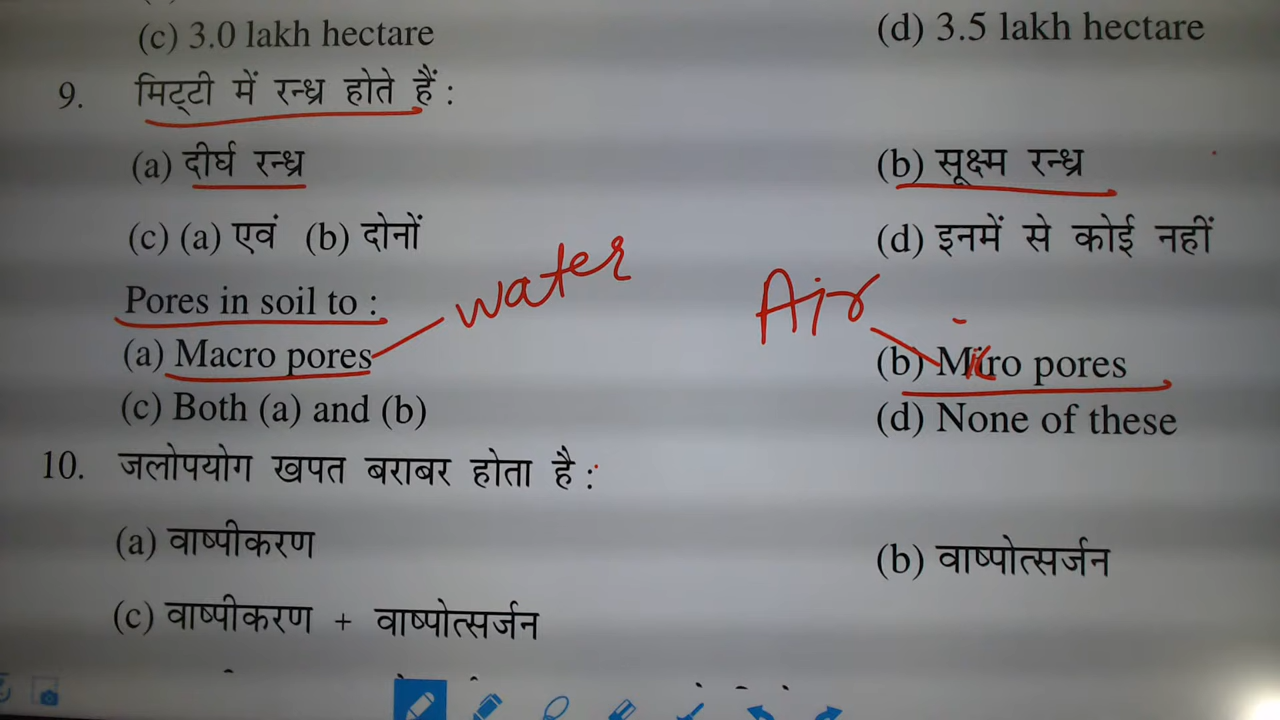 (c) 3.0 lakh hectare (d) 3.5 lakh hectare
9. मिट्टी में रन्ध्र होते हैं :
(a) दीर्घ रन्ध्र (b) सूक्ष्म रन्ध्र
(c) (a) एवं (b) दोनों (d) इनमें से कोई नहीं
water Air
Pores in soil to :
(a) Macro pores (b) Micro pores
(c) Both (a) and (b) (d) None of these
10. जलोपयोग खपत बराबर होता है :
(a) वाष्पीकरण (b) वाष्पोत्सर्जन
(c) वाष्पीकरण + वाष्पोत्सर्जन